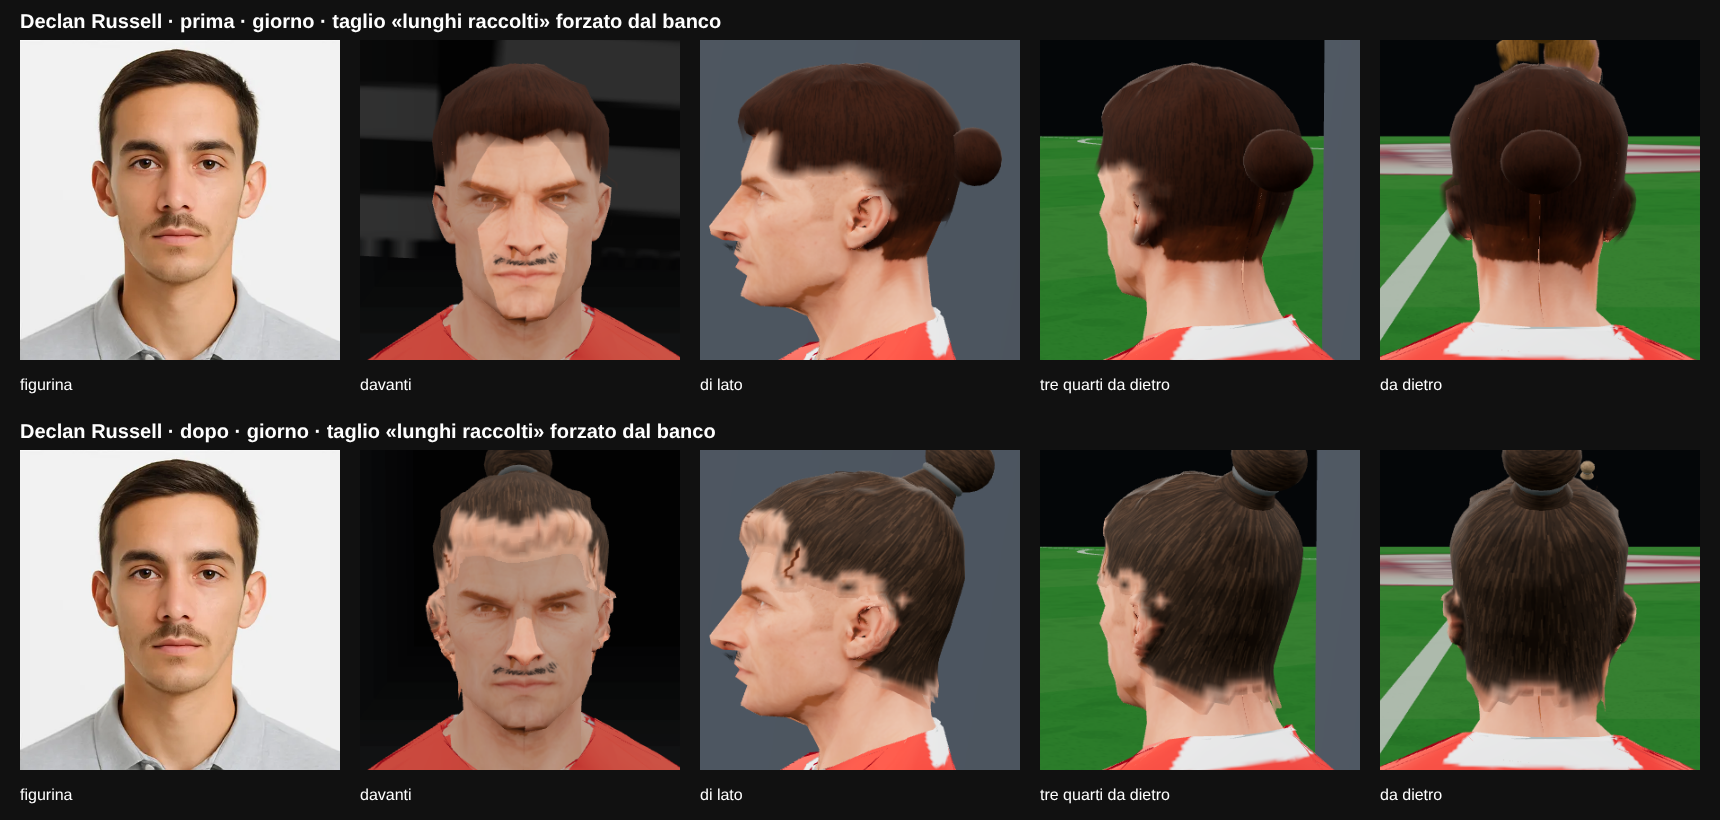 Declan Russell · prima · giorno · taglio «lunghi raccolti» forzato dal banco
figurina davanti di lato tre quarti da dietro da dietro
Declan Russell · dopo · giorno · taglio «lunghi raccolti» forzato dal banco
figurina davanti di lato tre quarti da dietro da dietro